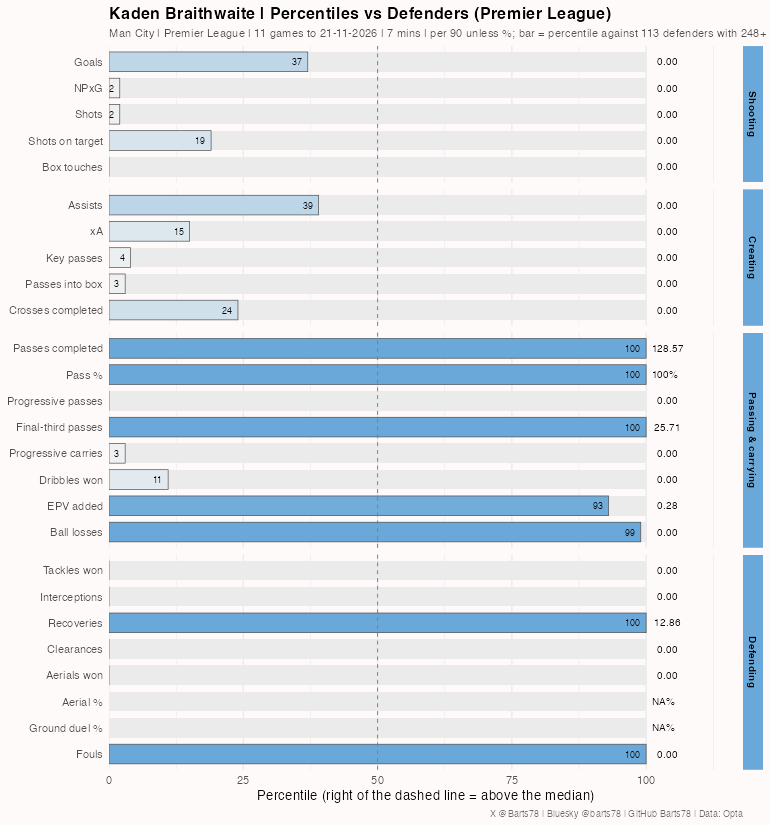 Kaden Braithwaite | Percentiles vs Defenders (Premier League)
Man City | Premier League | 11 games to 21-11-2026 | 7 mins | per 90 unless %; bar = percentile against 113 defenders with 248+
Goals 37 0.00
NPxG 2 0.00
Shots 2 0.00
Shots on target 19 0.00
Box touches 0.00
Shooting
Assists 39 0.00
xA 15 0.00
Key passes 4 0.00
Passes into box 3 0.00
Crosses completed 24 0.00
Creating
Passes completed 100 128.57
Pass % 100 100%
Progressive passes 0.00
Final-third passes 100 25.71
Progressive carries 3 0.00
Dribbles won 11 0.00
EPV added 93 0.28
Ball losses 99 0.00
Passing & carrying
Tackles won 0.00
Interceptions 0.00
Recoveries 100 12.86
Clearances 0.00
Aerials won 0.00
Aerial % NA%
Ground duel % NA%
Fouls 100 0.00
Defending
0 25 50 75 100
Percentile (right of the dashed line = above the median)
X @Barts78 | Bluesky @barts78 | GitHub Barts78 | Data: Opta